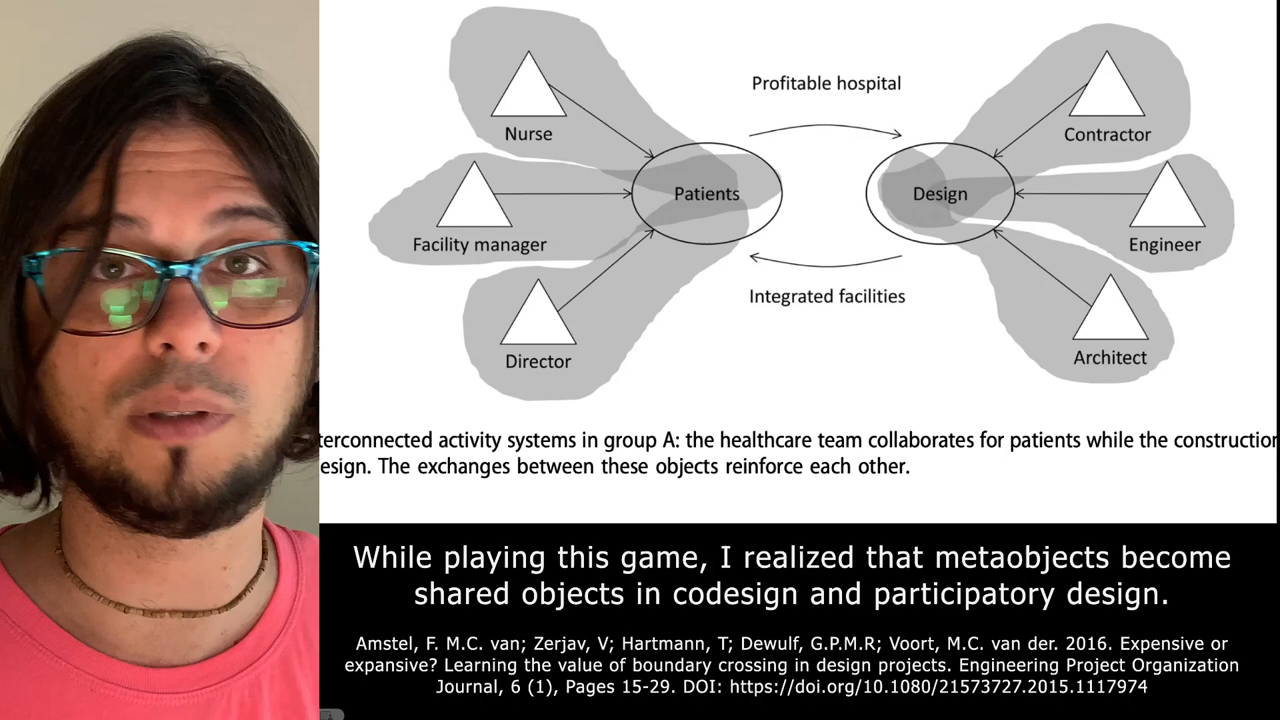 Profitable hospital
Nurse
Contractor
Patients
Design
Facility manager
Engineer
Integrated facilities
Director
Architect
terconnected activity systems in group A: the healthcare team collaborates for patients while the construction
esign. The exchanges between these objects reinforce each other.
While playing this game, I realized that metaobjects become
shared objects in codesign and participatory design.
Amstel, F. M.C. van; Zerjav, V; Hartmann, T; Dewulf, G.P.M.R; Voort, M.C. van der. 2016. Expensive or
expansive? Learning the value of boundary crossing in design projects. Engineering Project Organization
Journal, 6 (1), Pages 15-29. DOI: https://doi.org/10.1080/21573727.2015.1117974